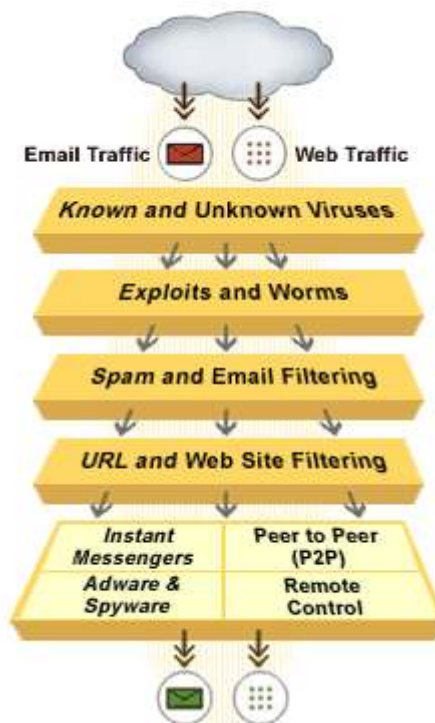 Email Traffic
Web Traffic
Known and Unknown Viruses
Exploits and Worms
Spam and Email Filtering
URL and Web Site Filtering
Instant
Messengers
Peer to Peer
(P2P)
Adware &
Spyware
Remote
Control